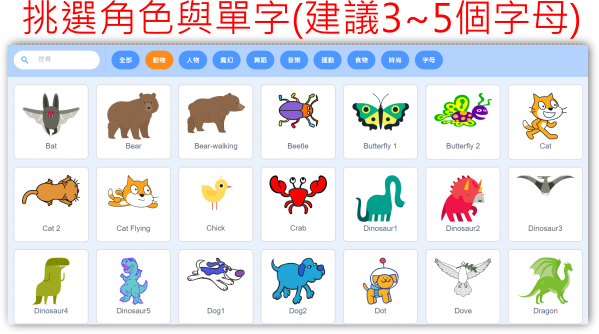 挑選角色與單字(建議3~5個字母)
搜尋 全部 動物 人物 魔幻 舞蹈 音樂 運動 食物 時尚 字母
Bat Bear Bear-walking Beetle Butterfly 1 Butterfly 2 Cat
Cat 2 Cat Flying Chick Crab Dinosaur1 Dinosaur2 Dinosaur3
Dinosaur4 Dinosaur5 Dog1 Dog2 Dot Dove Dragon